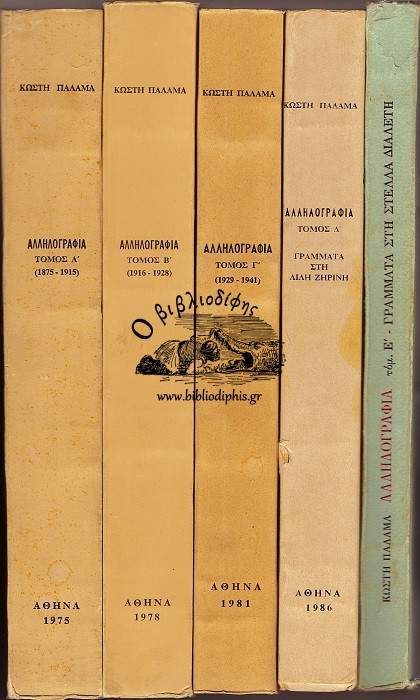 ΚΩΣΤΗ ΠΑΛΑΜΑ
ΑΛΛΗΛΟΓΡΑΦΙΑ
ΤΟΜΟΣ Α'
(1875 - 1915)
ΑΘΗΝΑ
1975
ΚΩΣΤΗ ΠΑΛΑΜΑ
ΑΛΛΗΛΟΓΡΑΦΙΑ
ΤΟΜΟΣ Β'
(1916 - 1928)
ΑΘΗΝΑ
1978
ΚΩΣΤΗ ΠΑΛΑΜΑ
ΑΛΛΗΛΟΓΡΑΦΙΑ
ΤΟΜΟΣ Γ'
(1929 - 1941)
ΑΘΗΝΑ
1981
ΚΩΣΤΗ ΠΑΛΑΜΑ
ΑΛΛΗΛΟΓΡΑΦΙΑ
ΤΟΜΟΣ Δ'
ΓΡΑΜΜΑΤΑ
ΣΤΗ
ΛΙΛΗ ΖΗΡΙΝΗ
ΑΘΗΝΑ
1986
ΚΩΣΤΗ ΠΑΛΑΜΑ ΑΛΛΗΛΟΓΡΑΦΙΑ τόμ. Ε' - ΓΡΑΜΜΑΤΑ ΣΤΗ ΣΤΕΛΛΑ ΔΙΑΛΕΤΗ
Ο βιβλιοδίφης
www.bibliodiphis.gr